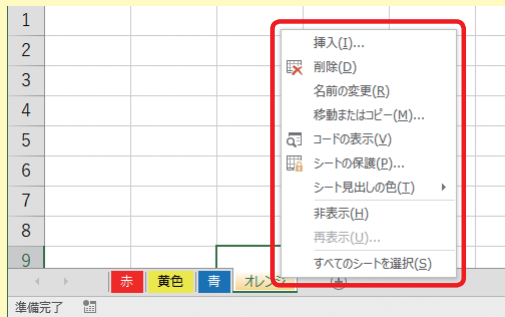 1
2
3
4
5
6
7
8
9
挿入(I)...
削除(D)
名前の変更(R)
移動またはコピー(M)...
コードの表示(V)
シートの保護(P)...
シート見出しの色(T)
非表示(H)
再表示(U)...
すべてのシートを選択(S)
赤 黄色 青 オレンジ
準備完了